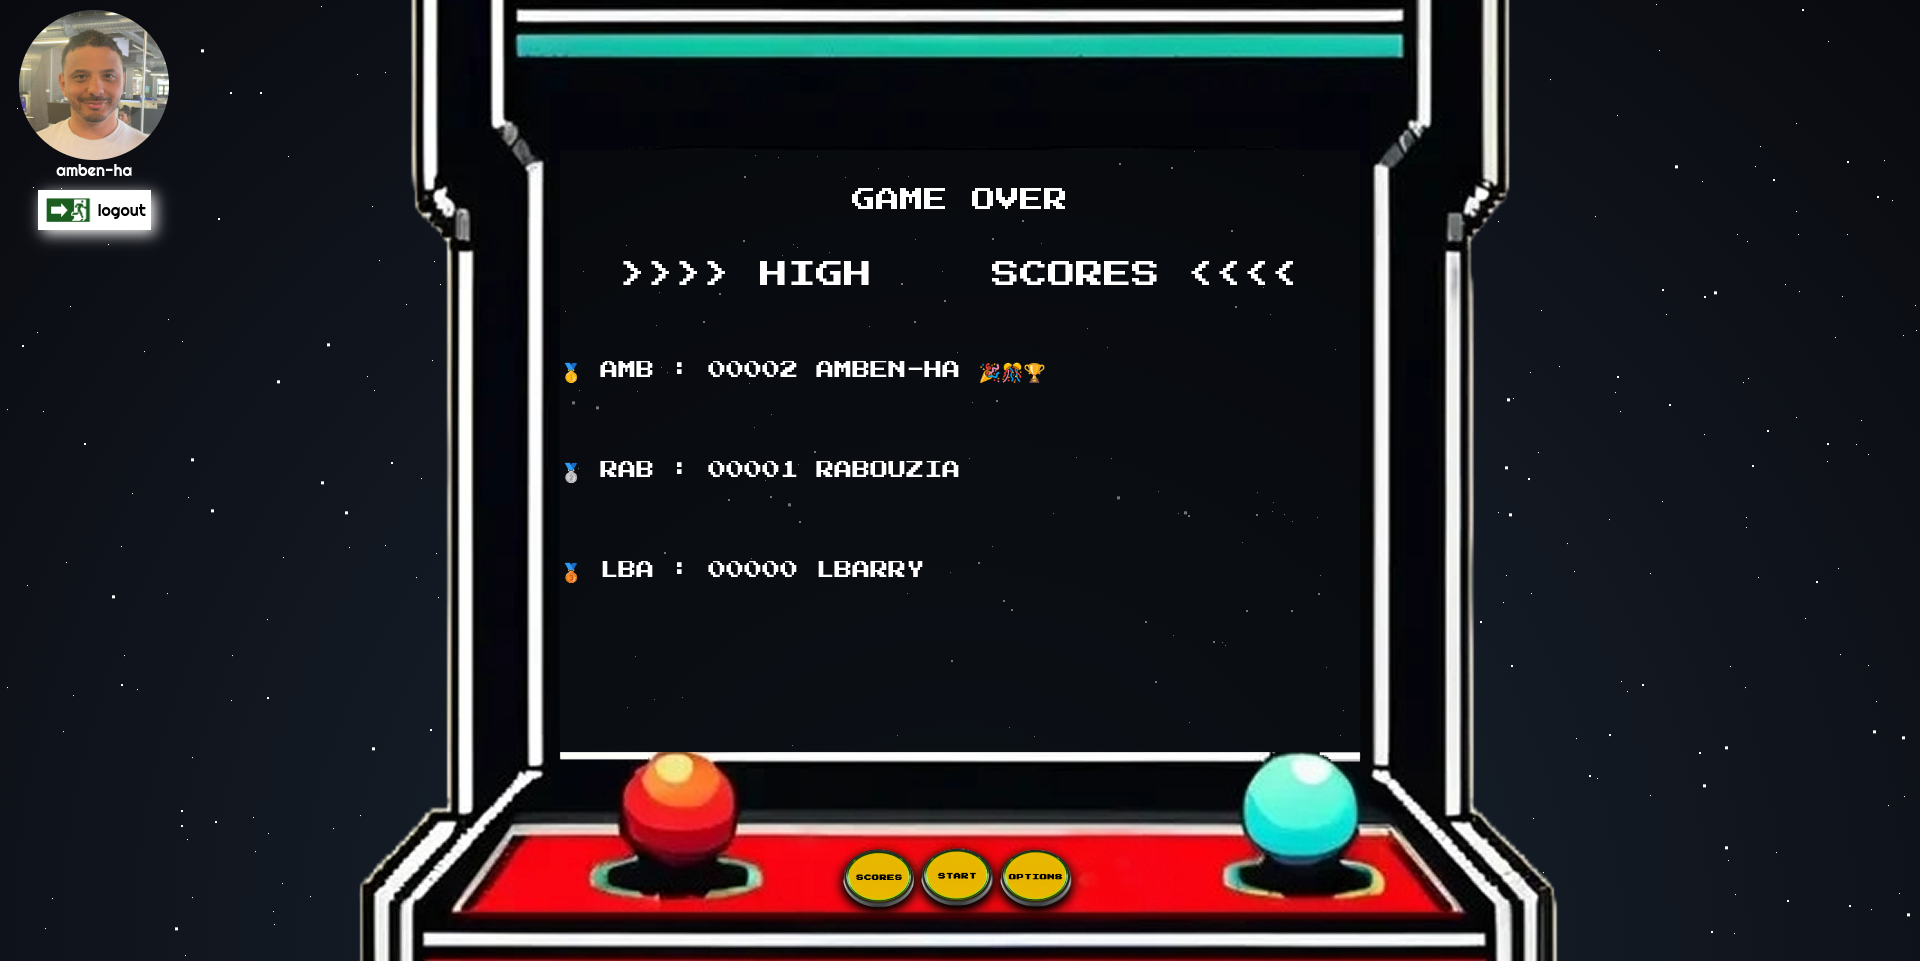 amben-ha
logout
GAME OVER
>>>> HIGH SCORES <<<<
🥇 AMB : 00002 AMBEN-HA 🎉🎊🏆
🥈 RAB : 00001 RABOUZIA
🥉 LBA : 00000 LBARRY
SCORES START OPTIONS